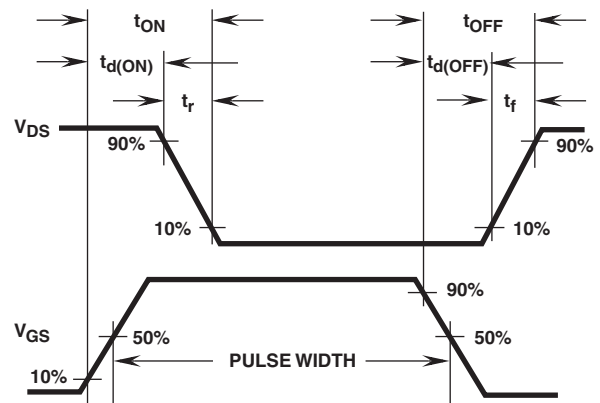 tON tOFF
td(ON) td(OFF)
tr tf
VDS
90% 90%
10% 10%
90%
VGS 50% 50%
PULSE WIDTH
10%